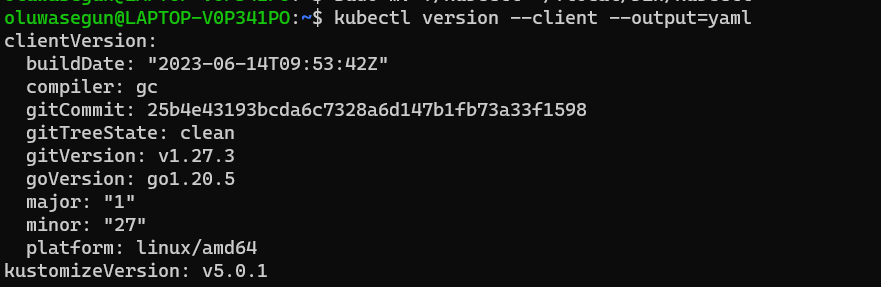 oluwasegun@LAPTOP-V0P341PO:~$ kubectl version --client --output=yaml
clientVersion:
  buildDate: "2023-06-14T09:53:42Z"
  compiler: gc
  gitCommit: 25b4e43193bcda6c7328a6d147b1fb73a33f1598
  gitTreeState: clean
  gitVersion: v1.27.3
  goVersion: go1.20.5
  major: "1"
  minor: "27"
  platform: linux/amd64
kustomizeVersion: v5.0.1